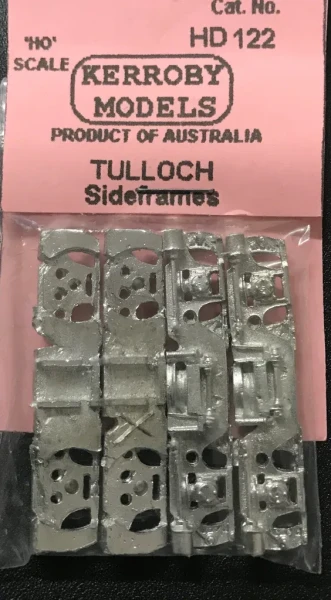 Cat. No.
HD 122
'HO'
SCALE
KERROBY
MODELS
PRODUCT OF AUSTRALIA
TULLOCH
Sideframes